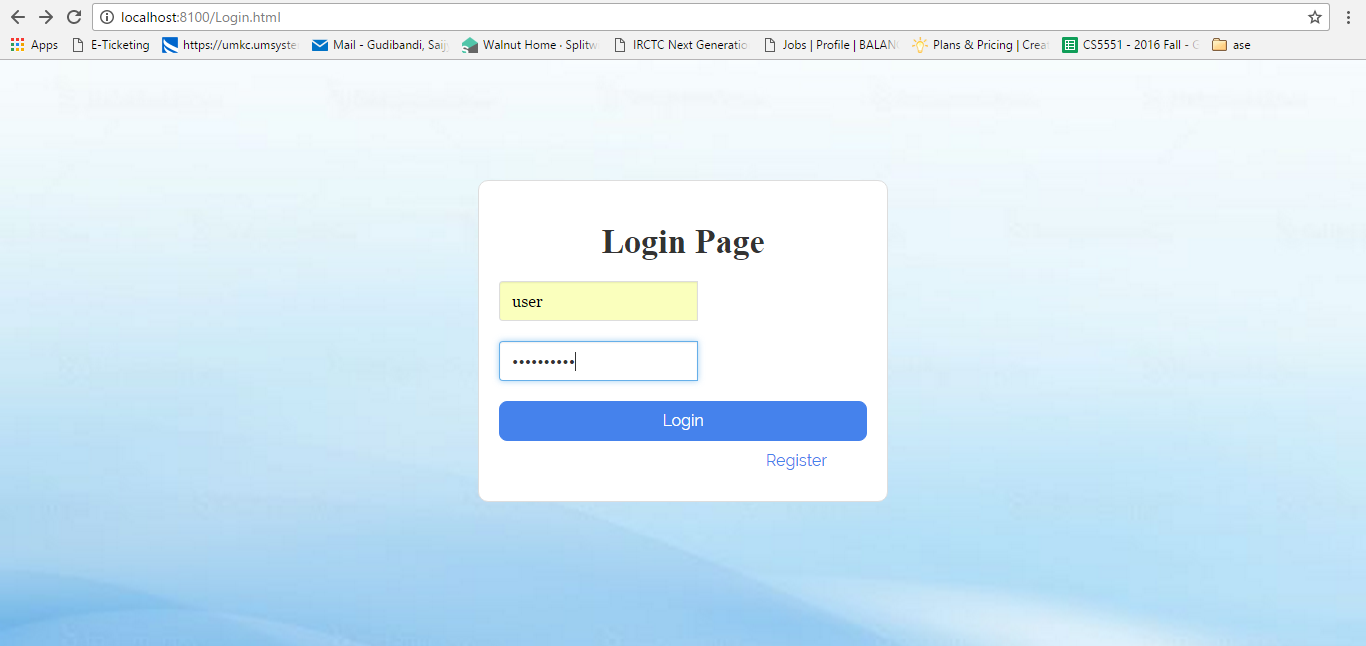 localhost:8100/Login.html
Apps E-Ticketing https://umkc.umsyste Mail - Gudibandi, Saij Walnut Home · Splitw IRCTC Next Generatio Jobs | Profile | BALAN Plans & Pricing | Crea CS5551 - 2016 Fall - G ase
Login Page
user
••••••••••
Login
Register